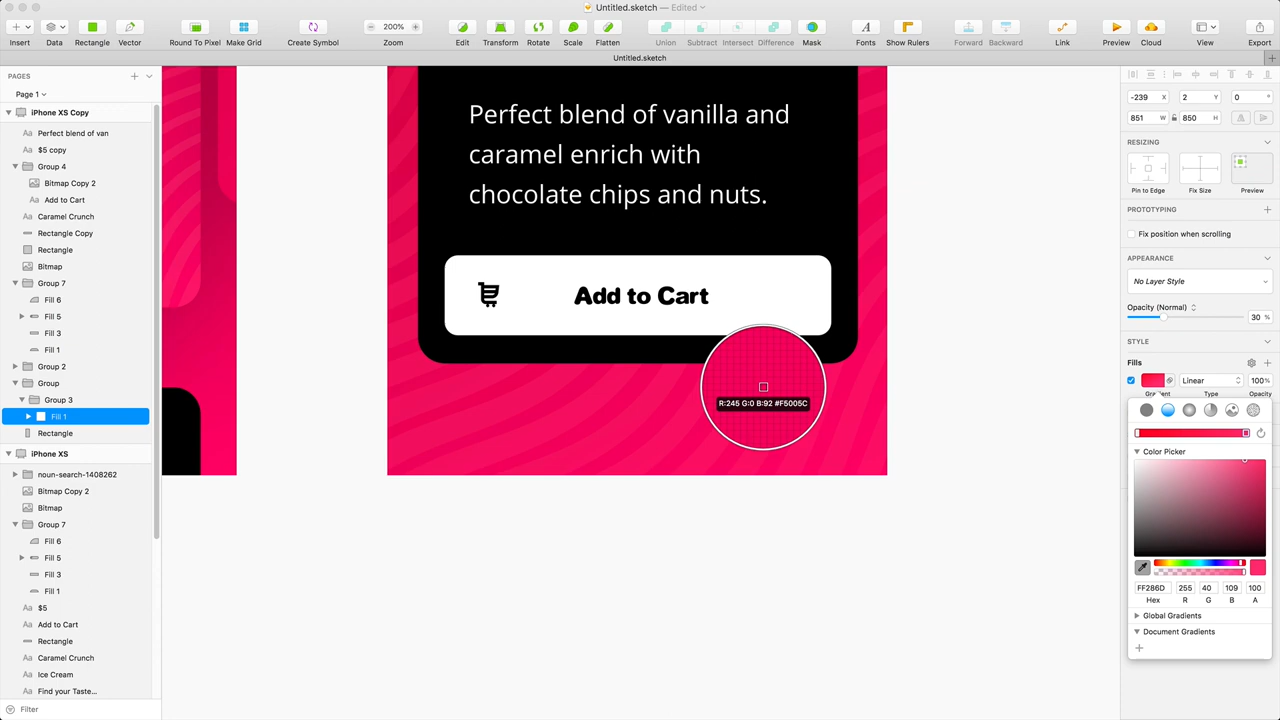 Untitled.sketch — Edited
Insert Data Rectangle Vector Round To Pixel Make Grid Create Symbol 200% Zoom Edit Transform Rotate Scale Flatten Union Subtract Intersect Difference Mask Fonts Show Rulers Forward Backward Link Preview Cloud View Export
Untitled.sketch
PAGES
Page 1
iPhone XS Copy
Perfect blend of van
$5 copy
Group 4
Bitmap Copy 2
Add to Cart
Caramel Crunch
Rectangle Copy
Rectangle
Bitmap
Group 7
Fill 6
Fill 5
Fill 3
Fill 1
Group 2
Group
Group 3
Fill 1
Rectangle
iPhone XS
noun-search-1408262
Bitmap Copy 2
Bitmap
Group 7
Fill 6
Fill 5
Fill 3
Fill 1
$5
Add to Cart
Rectangle
Caramel Crunch
Ice Cream
Find your Taste...
Filter
Perfect blend of vanilla and
caramel enrich with
chocolate chips and nuts.
Add to Cart
R:245 G:0 B:92 #F5005C
-239 X 2 Y 0 °
851 W 850 H
RESIZING
Pin to Edge Fix Size Preview
PROTOTYPING
Fix position when scrolling
APPEARANCE
No Layer Style
Opacity (Normal) 30 %
STYLE
Fills
Linear 100%
Gradient Type Opacity
Color Picker
FF286D 255 40 109 100
Hex R G B A
Global Gradients
Document Gradients